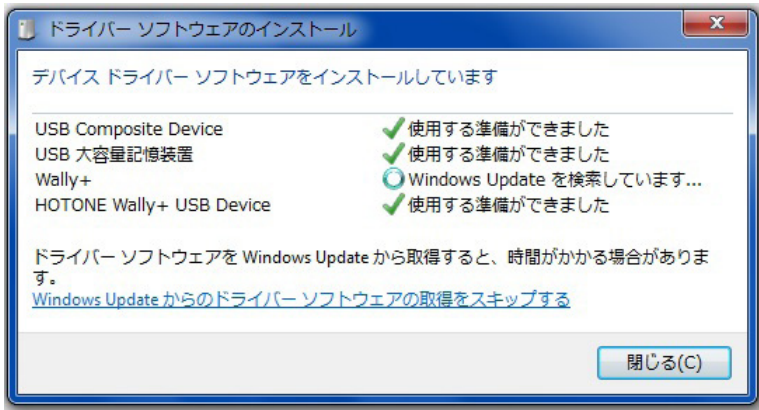 ドライバー ソフトウェアのインストール
デバイス ドライバー ソフトウェアをインストールしています
USB Composite Device 使用する準備ができました
USB 大容量記憶装置 使用する準備ができました
Wally+ Windows Update を検索しています...
HOTONE Wally+ USB Device 使用する準備ができました
ドライバー ソフトウェアを Windows Update から取得すると、時間がかかる場合がありま
す。
Windows Update からのドライバー ソフトウェアの取得をスキップする
閉じる(C)